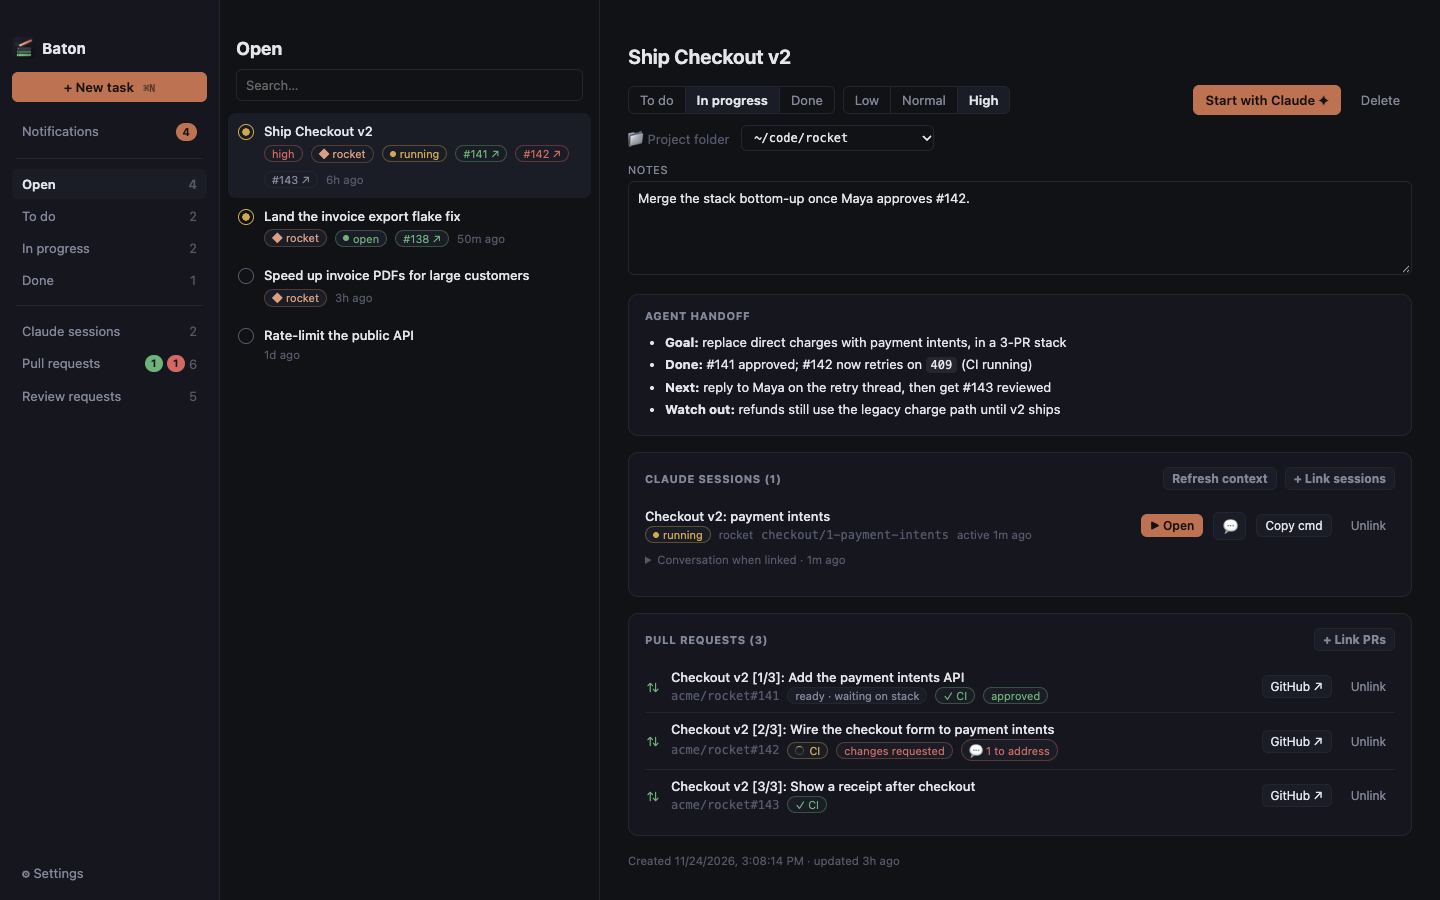 Baton
+ New task ⌘N
Notifications 4
Open 4
To do 2
In progress 2
Done 1
Claude sessions 2
Pull requests 1 1 6
Review requests 5
Settings
Open
Search...
Ship Checkout v2
high rocket running #141 ↗ #142 ↗
#143 ↗ 6h ago
Land the invoice export flake fix
rocket open #138 ↗ 50m ago
Speed up invoice PDFs for large customers
rocket 3h ago
Rate-limit the public API
1d ago
Ship Checkout v2
To do In progress Done Low Normal High Start with Claude ✦ Delete
Project folder ~/code/rocket
NOTES
Merge the stack bottom-up once Maya approves #142.
AGENT HANDOFF
• Goal: replace direct charges with payment intents, in a 3-PR stack
• Done: #141 approved; #142 now retries on 409 (CI running)
• Next: reply to Maya on the retry thread, then get #143 reviewed
• Watch out: refunds still use the legacy charge path until v2 ships
CLAUDE SESSIONS (1) Refresh context + Link sessions
Checkout v2: payment intents
running rocket checkout/1-payment-intents active 1m ago ▶ Open Copy cmd Unlink
▶ Conversation when linked · 1m ago
PULL REQUESTS (3) + Link PRs
Checkout v2 [1/3]: Add the payment intents API
acme/rocket#141 ready · waiting on stack ✓ CI approved GitHub ↗ Unlink
Checkout v2 [2/3]: Wire the checkout form to payment intents
acme/rocket#142 CI changes requested 1 to address GitHub ↗ Unlink
Checkout v2 [3/3]: Show a receipt after checkout
acme/rocket#143 ✓ CI GitHub ↗ Unlink
Created 11/24/2026, 3:08:14 PM · updated 3h ago